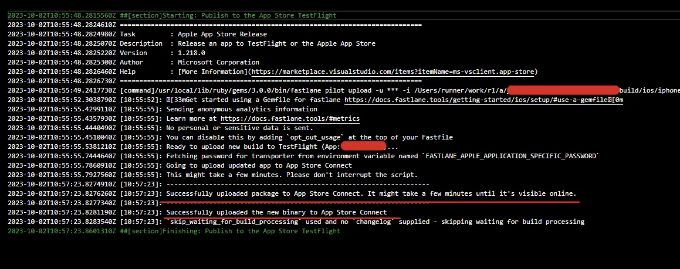 2023-10-02T10:55:48.2815560Z ##[section]Starting: Publish to the App Store TestFlight
2023-10-02T10:55:48.2824610Z ==============================================================================
2023-10-02T10:55:48.2824980Z Task : Apple App Store Release
2023-10-02T10:55:48.2825070Z Description : Release an app to TestFlight or the Apple App Store
2023-10-02T10:55:48.2825220Z Version : 1.218.0
2023-10-02T10:55:48.2825300Z Author : Microsoft Corporation
2023-10-02T10:55:48.2826460Z Help : [More Information](https://marketplace.visualstudio.com/items?itemName=ms-vsclient.app-store)
2023-10-02T10:55:48.2826730Z ==============================================================================
2023-10-02T10:55:49.2417730Z [command]/usr/local/lib/ruby/gems/3.0.0/bin/fastlane pilot upload -u *** -i /Users/runner/work/r1/a/ build/ios/iphone
2023-10-02T10:55:52.3038790Z [10:55:52]: [33mGet started using a Gemfile for fastlane https://docs.fastlane.tools/getting-started/ios/setup/#use-a-gemfile [0m
2023-10-02T10:55:55.4299110Z [10:55:55]: Sending anonymous analytics information
2023-10-02T10:55:55.4357930Z [10:55:55]: Learn more at https://docs.fastlane.tools/#metrics
2023-10-02T10:55:55.4440490Z [10:55:55]: No personal or sensitive data is sent.
2023-10-02T10:55:55.4510840Z [10:55:55]: You can disable this by adding `opt_out_usage` at the top of your Fastfile
2023-10-02T10:55:55.5381210Z [10:55:55]: Ready to upload new build to TestFlight (App: ...
2023-10-02T10:55:55.7444640Z [10:55:55]: Fetching password for transporter from environment variable named `FASTLANE_APPLE_APPLICATION_SPECIFIC_PASSWORD`
2023-10-02T10:55:55.7860910Z [10:55:55]: Going to upload updated app to App Store Connect
2023-10-02T10:55:55.7927560Z [10:55:55]: This might take a few minutes. Please don't interrupt the script.
2023-10-02T10:57:23.8274910Z [10:57:23]: ------------------------------------------------------------------------
2023-10-02T10:57:23.8276260Z [10:57:23]: Successfully uploaded package to App Store Connect. It might take a few minutes until it's visible online.
2023-10-02T10:57:23.8277340Z [10:57:23]: ------------------------------------------------------------------------
2023-10-02T10:57:23.8281190Z [10:57:23]: Successfully uploaded the new binary to App Store Connect
2023-10-02T10:57:23.8283540Z [10:57:23]: `skip_waiting_for_build_processing` used and no `changelog` supplied - skipping waiting for build processing
2023-10-02T10:57:23.8601310Z ##[section]Finishing: Publish to the App Store TestFlight